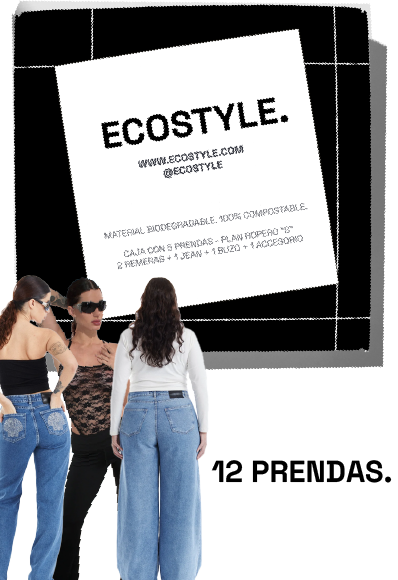 ECOSTYLE.
WWW.ECOSTYLE.COM
@ECOSTYLE
MATERIAL BIODEGRADABLE. 100% COMPOSTABLE.
CAJA CON 5 PRENDAS - PLAN ROPERO "S"
2 REMERAS + 1 JEAN + 1 BUZO + 1 ACCESORIO
12 PRENDAS.